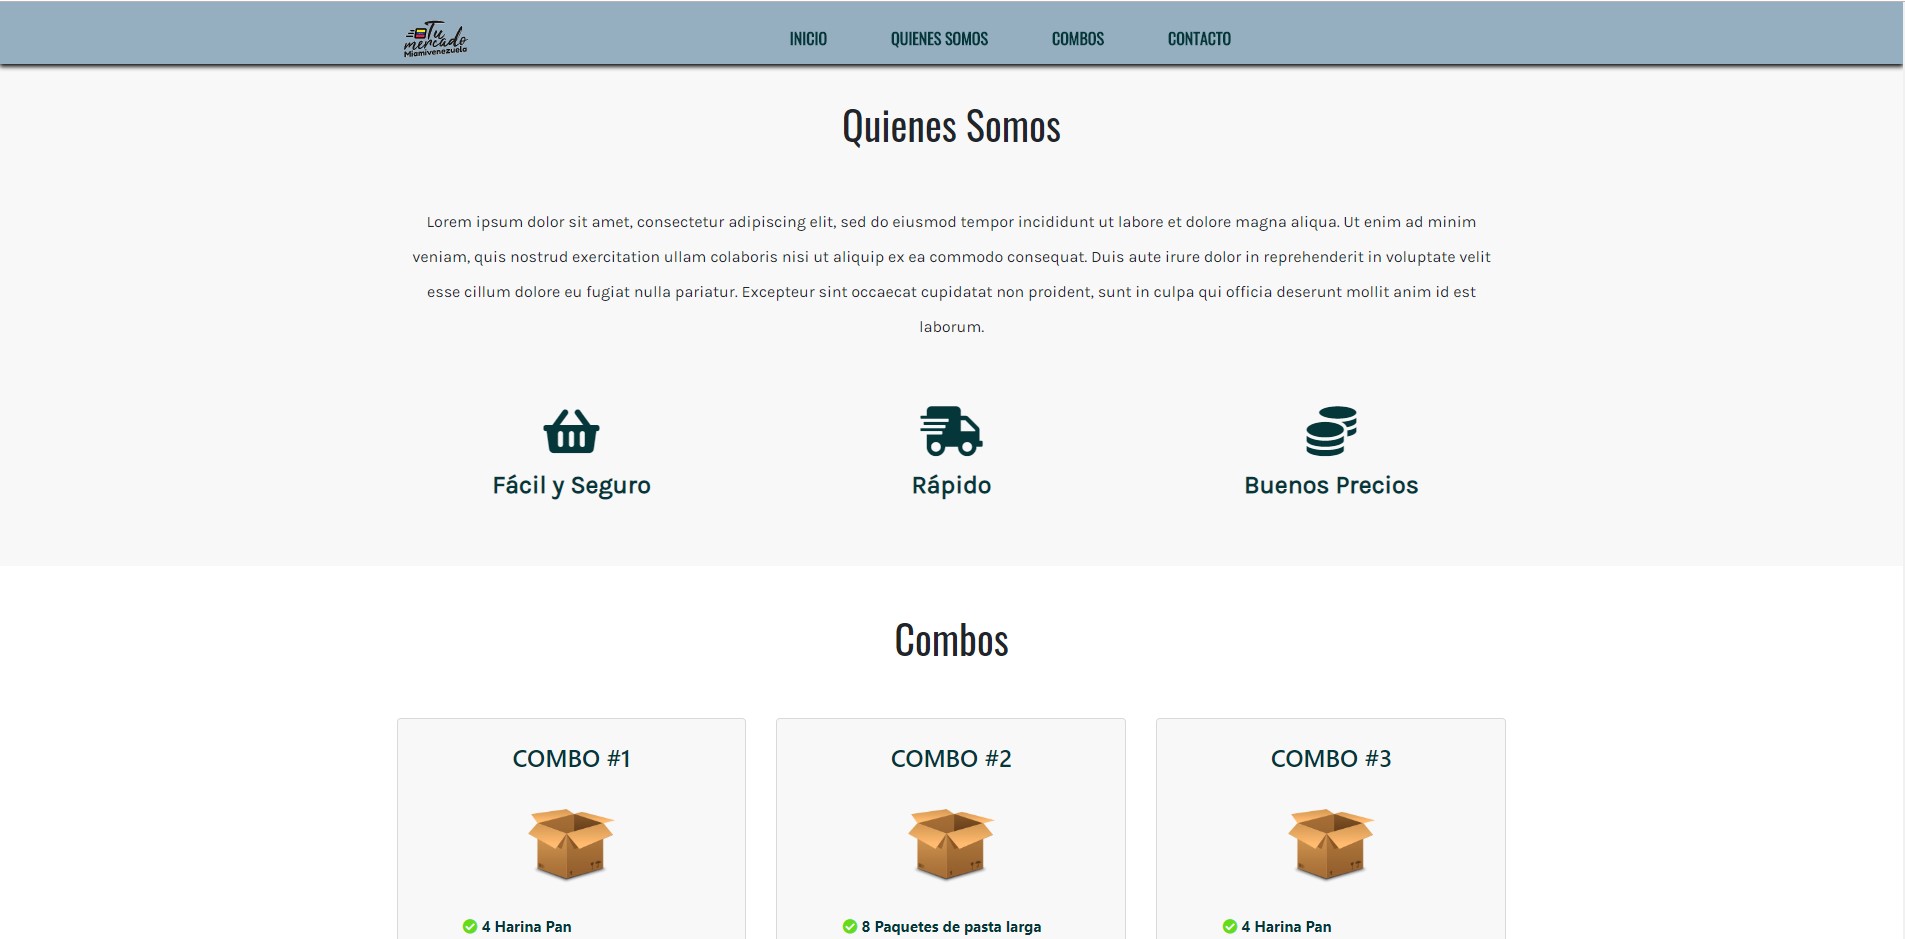 Tu
mercado
Miamivenezuela
INICIO
QUIENES SOMOS
COMBOS
CONTACTO
Quienes Somos
Lorem ipsum dolor sit amet, consectetur adipiscing elit, sed do eiusmod tempor incididunt ut labore et dolore magna aliqua. Ut enim ad minim
veniam, quis nostrud exercitation ullam colaboris nisi ut aliquip ex ea commodo consequat. Duis aute irure dolor in reprehenderit in voluptate velit
esse cillum dolore eu fugiat nulla pariatur. Excepteur sint occaecat cupidatat non proident, sunt in culpa qui officia deserunt mollit anim id est
laborum.
Fácil y Seguro
Rápido
Buenos Precios
Combos
COMBO #1
4 Harina Pan
COMBO #2
8 Paquetes de pasta larga
COMBO #3
4 Harina Pan